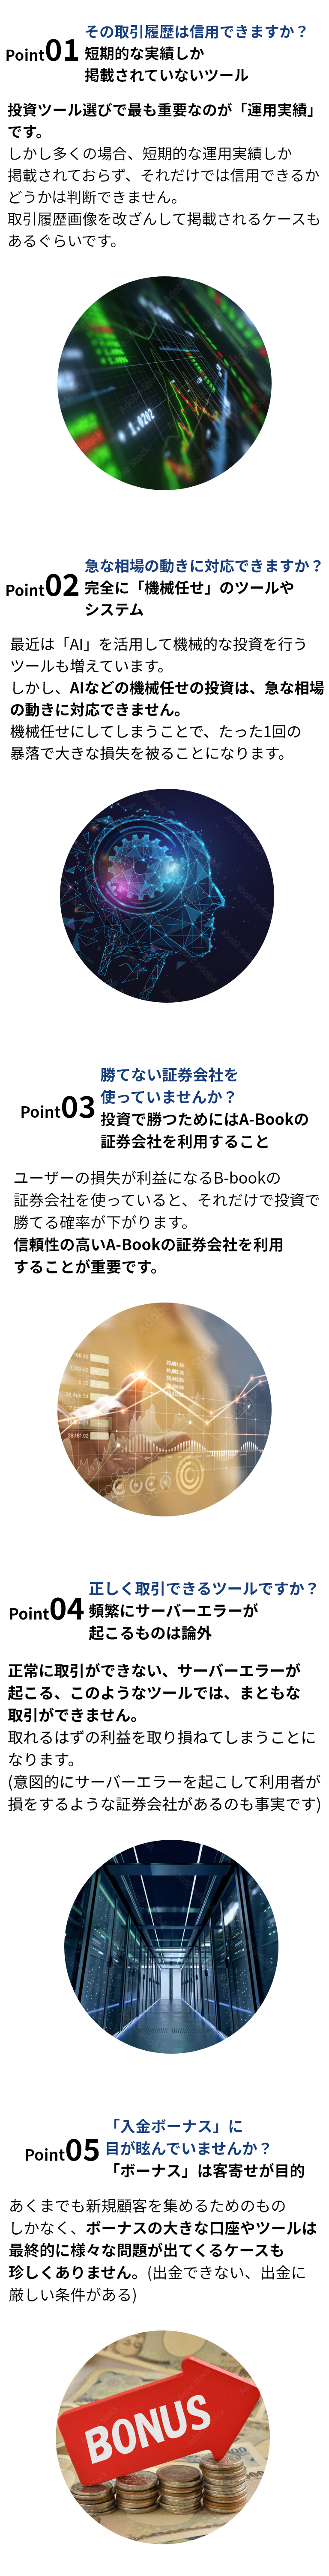 Point01
その取引履歴は信用できますか？
短期的な実績しか
掲載されていないツール
投資ツール選びで最も重要なのが「運用実績」
です。
しかし多くの場合、短期的な運用実績しか
掲載されておらず、それだけでは信用できるか
どうかは判断できません。
取引履歴画像を改ざんして掲載されるケースも
あるぐらいです。
1.0202
Point02
急な相場の動きに対応できますか？
完全に「機械任せ」のツールや
システム
最近は「AI」を活用して機械的な投資を行う
ツールも増えています。
しかし、AIなどの機械任せの投資は、急な相場
の動きに対応できません。
機械任せにしてしまうことで、たった1回の
暴落で大きな損失を被ることになります。
Point03
勝てない証券会社を
使っていませんか？
投資で勝つためにはA-Bookの
証券会社を利用すること
ユーザーの損失が利益になるB-bookの
証券会社を使っていると、それだけで投資で
勝てる確率が下がります。
信頼性の高いA-Bookの証券会社を利用
することが重要です。
Point04
正しく取引できるツールですか？
頻繁にサーバーエラーが
起こるものは論外
正常に取引ができない、サーバーエラーが
起こる、このようなツールでは、まともな
取引ができません。
取れるはずの利益を取り損ねてしまうことに
なります。
(意図的にサーバーエラーを起こして利用者が
損をするような証券会社があるのも事実です)
Point05
「入金ボーナス」に
目が眩んでいませんか？
「ボーナス」は客寄せが目的
あくまでも新規顧客を集めるためのもの
しかなく、ボーナスの大きな口座やツールは
最終的に様々な問題が出てくるケースも
珍しくありません。(出金できない、出金に
厳しい条件がある)
BONUS